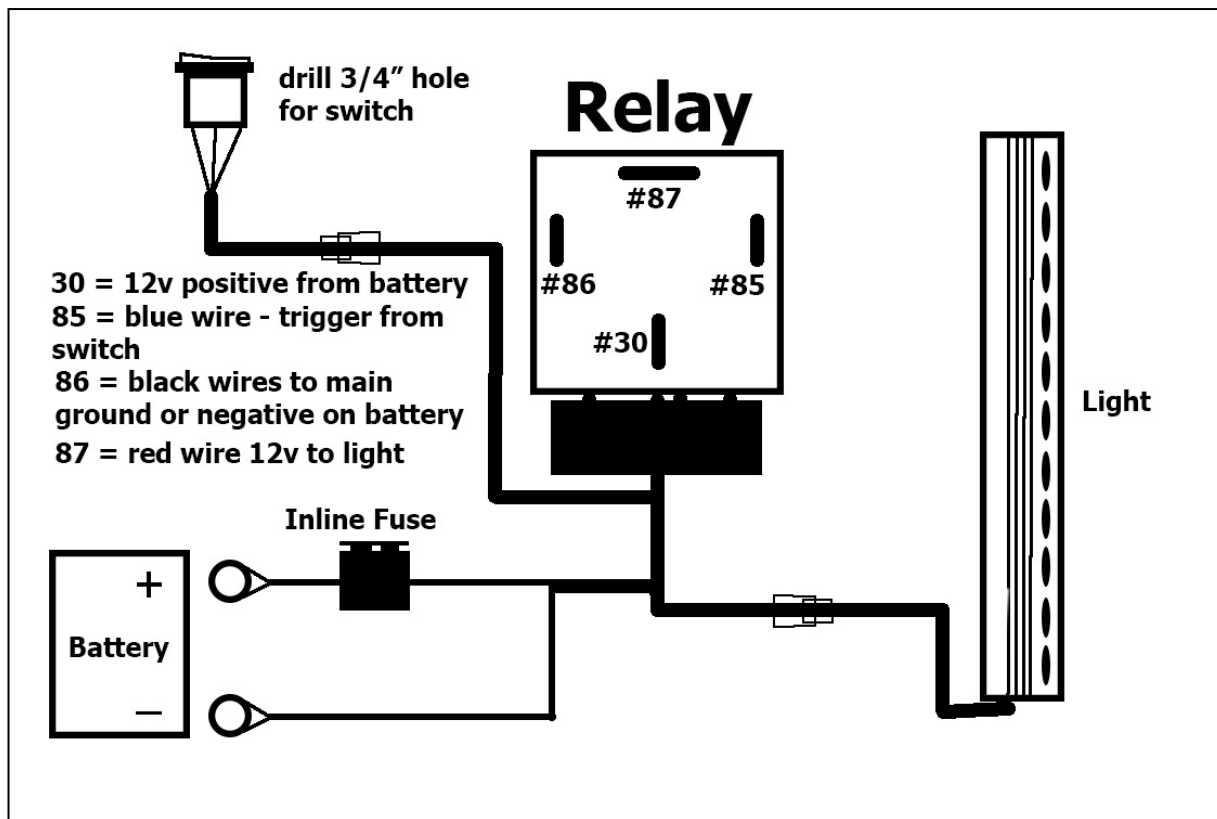 drill 3/4” hole
for switch
Relay
#87
#86
#85
#30
30 = 12v positive from battery
85 = blue wire - trigger from
switch
86 = black wires to main
ground or negative on battery
87 = red wire 12v to light
Light
Inline Fuse
+
Battery
–